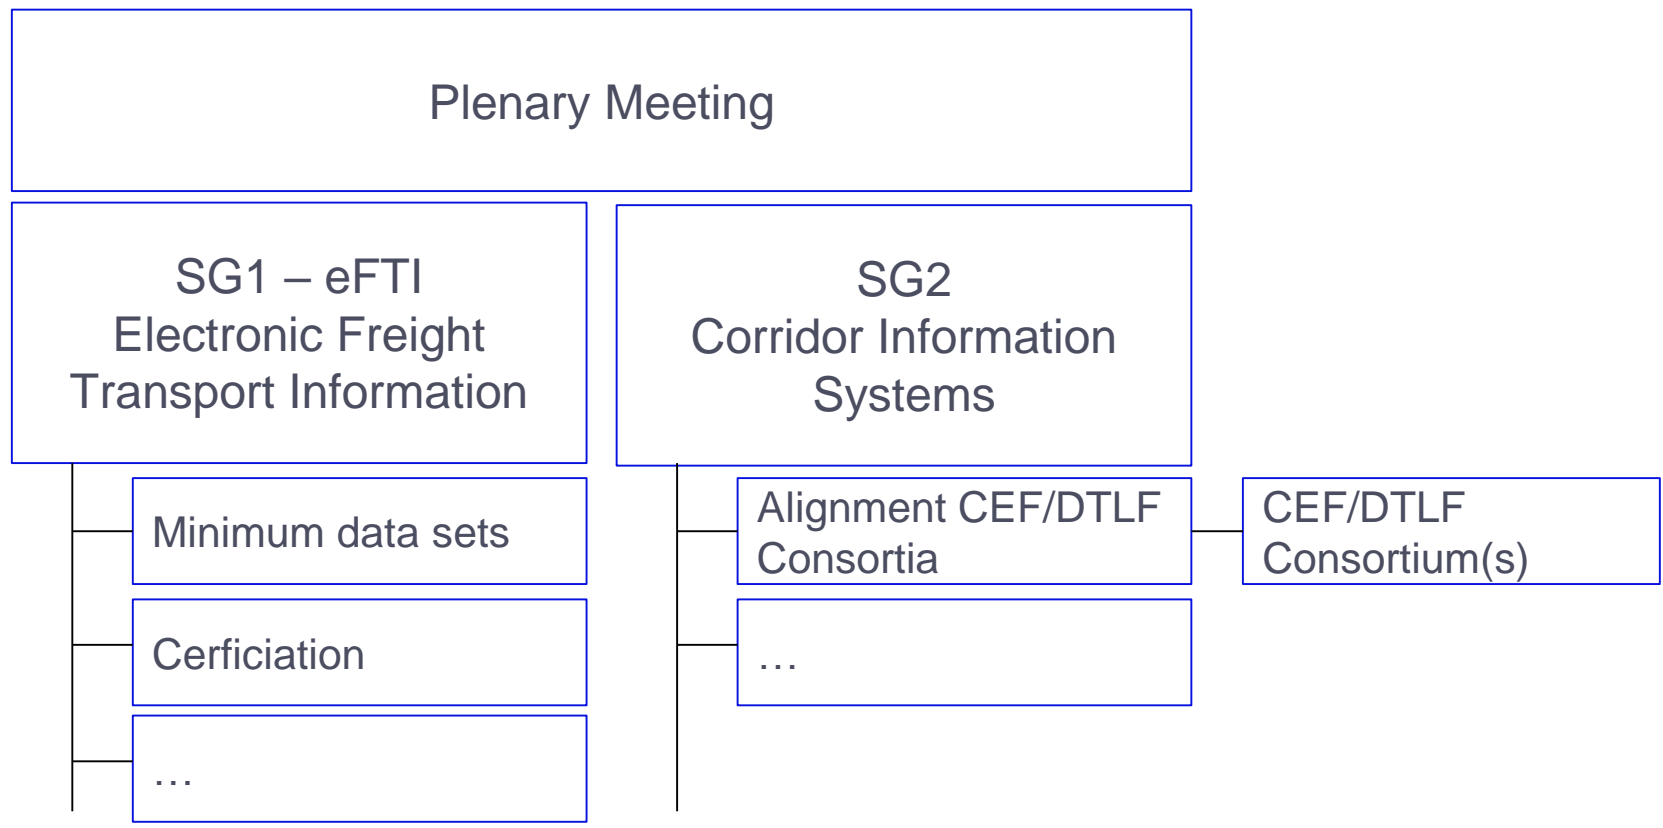 Plenary Meeting
SG1 – eFTI
Electronic Freight
Transport Information
SG2
Corridor Information
Systems
Minimum data sets
Cerficiation
…
Alignment CEF/DTLF
Consortia
…
CEF/DTLF
Consortium(s)